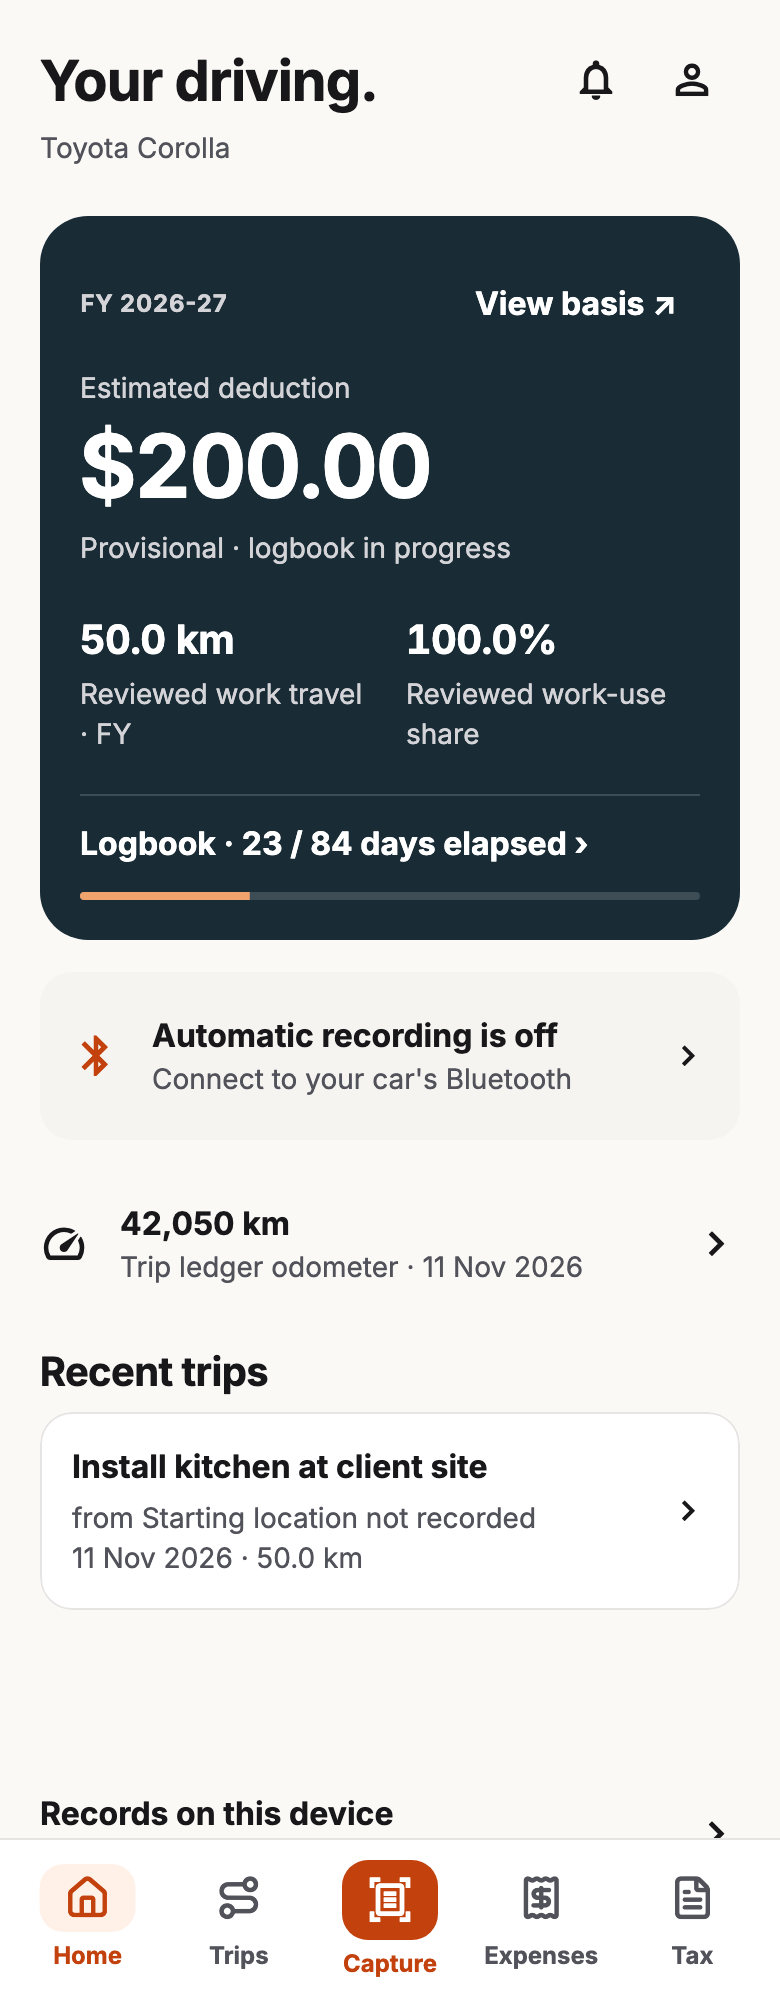 Your driving.
Toyota Corolla
FY 2026-27
View basis ↗
Estimated deduction
$200.00
Provisional · logbook in progress
50.0 km
Reviewed work travel
· FY
100.0%
Reviewed work-use
share
Logbook · 23 / 84 days elapsed ›
Automatic recording is off
Connect to your car's Bluetooth
42,050 km
Trip ledger odometer · 11 Nov 2026
Recent trips
Install kitchen at client site
from Starting location not recorded
11 Nov 2026 · 50.0 km
Records on this device
Home
Trips
Capture
Expenses
Tax